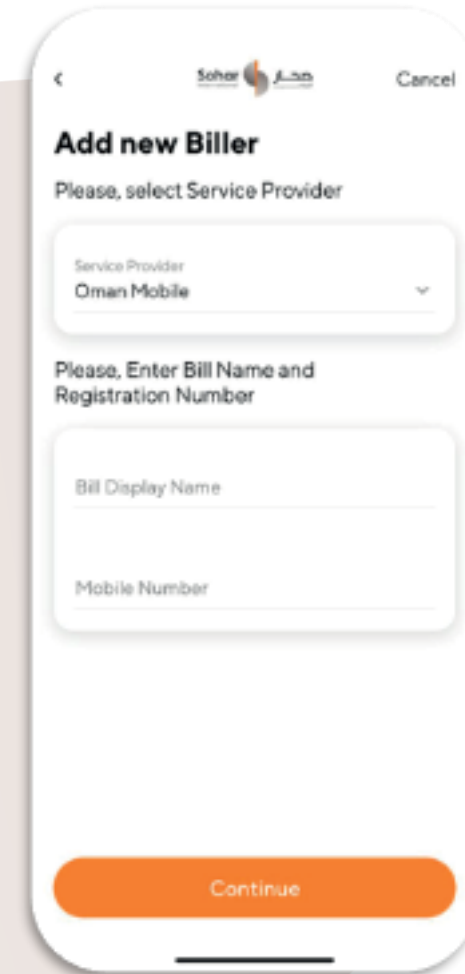 Sohar صحار
Cancel
Add new Biller
Please, select Service Provider
Service Provider
Oman Mobile
Please, Enter Bill Name and
Registration Number
Bill Display Name
Mobile Number
Continue